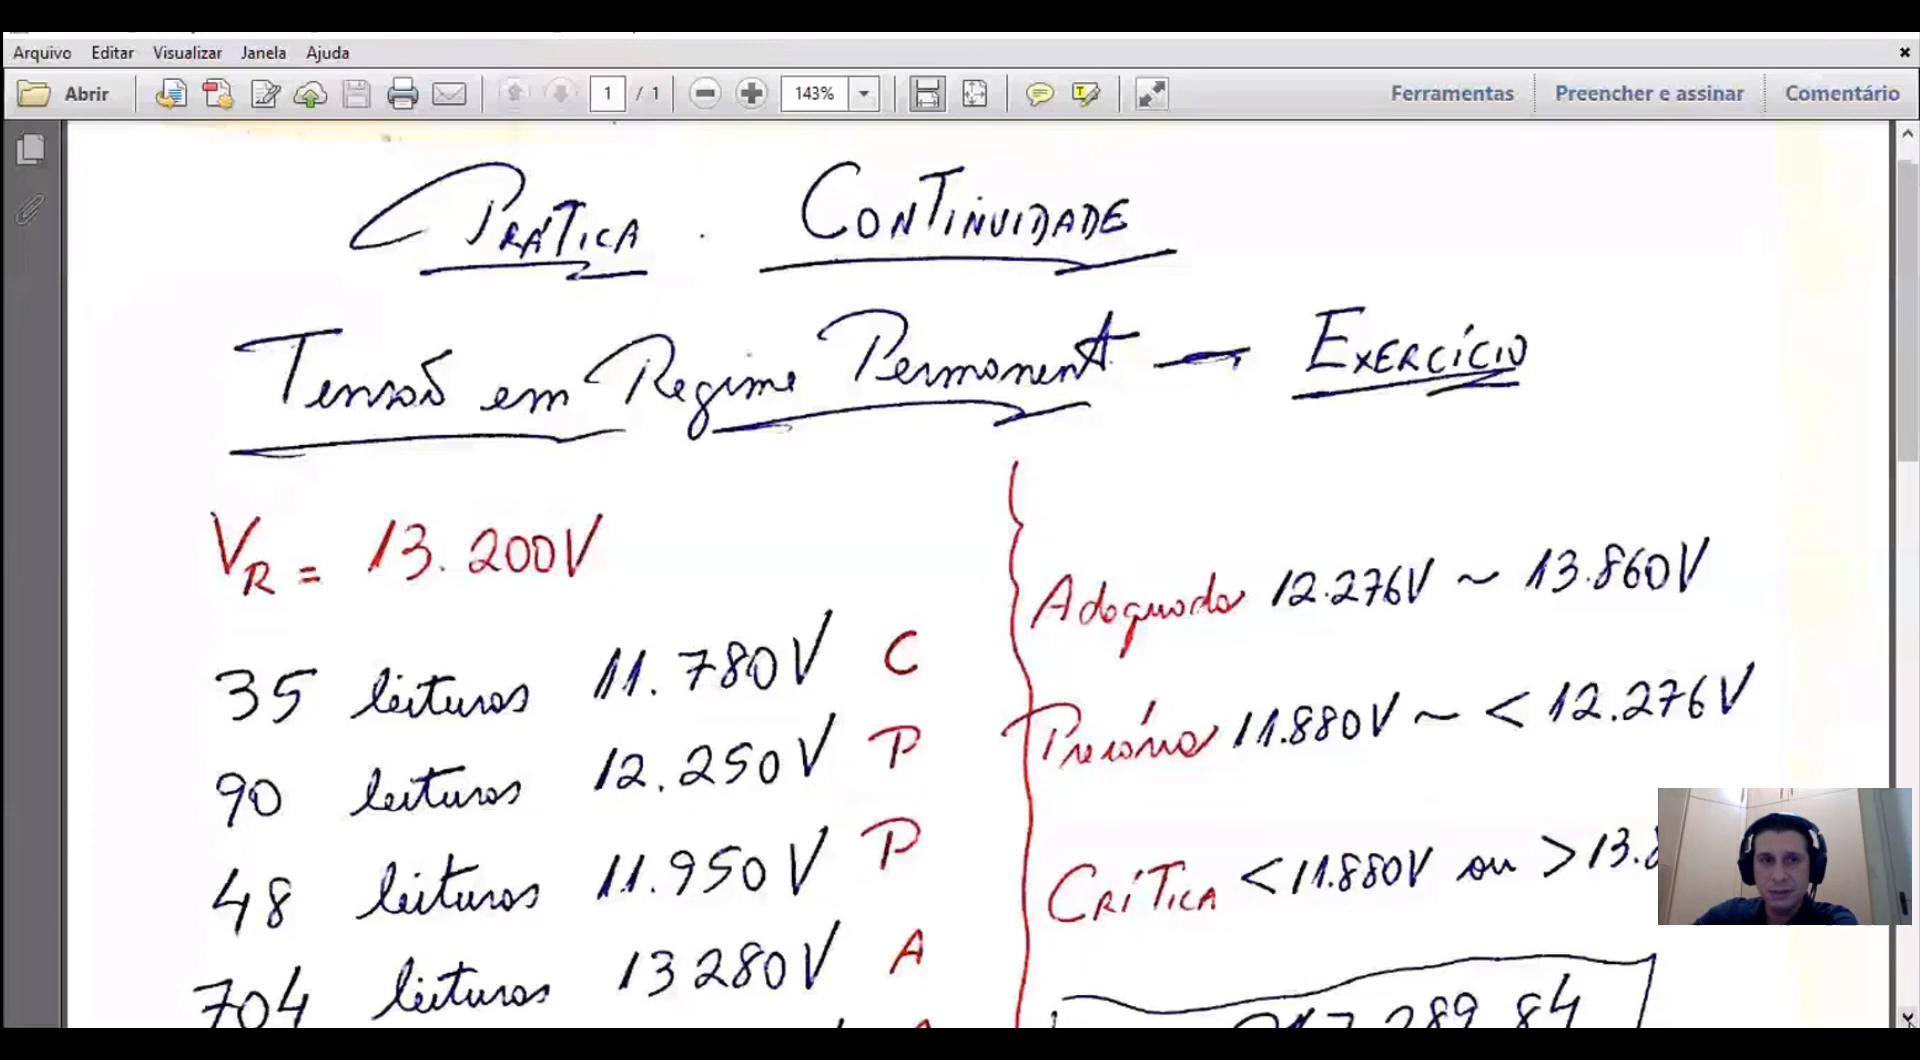 Arquivo Editar Visualizar Janela Ajuda
Abrir 1 / 1 143% Ferramentas Preencher e assinar Comentário
PRÁTICA. CONTINUIDADE
Tensão em Regime Permanente - EXERCÍCIO
VR = 13.200V
35 leituras 11.780V C
90 leituras 12.250V P
48 leituras 11.950V P
704 leituras 13280V A
Adequada 12.276V ~ 13.860V
Precária 11.880V ~ < 12.276V
CRÍTICA < 11.880V ou > 13.8